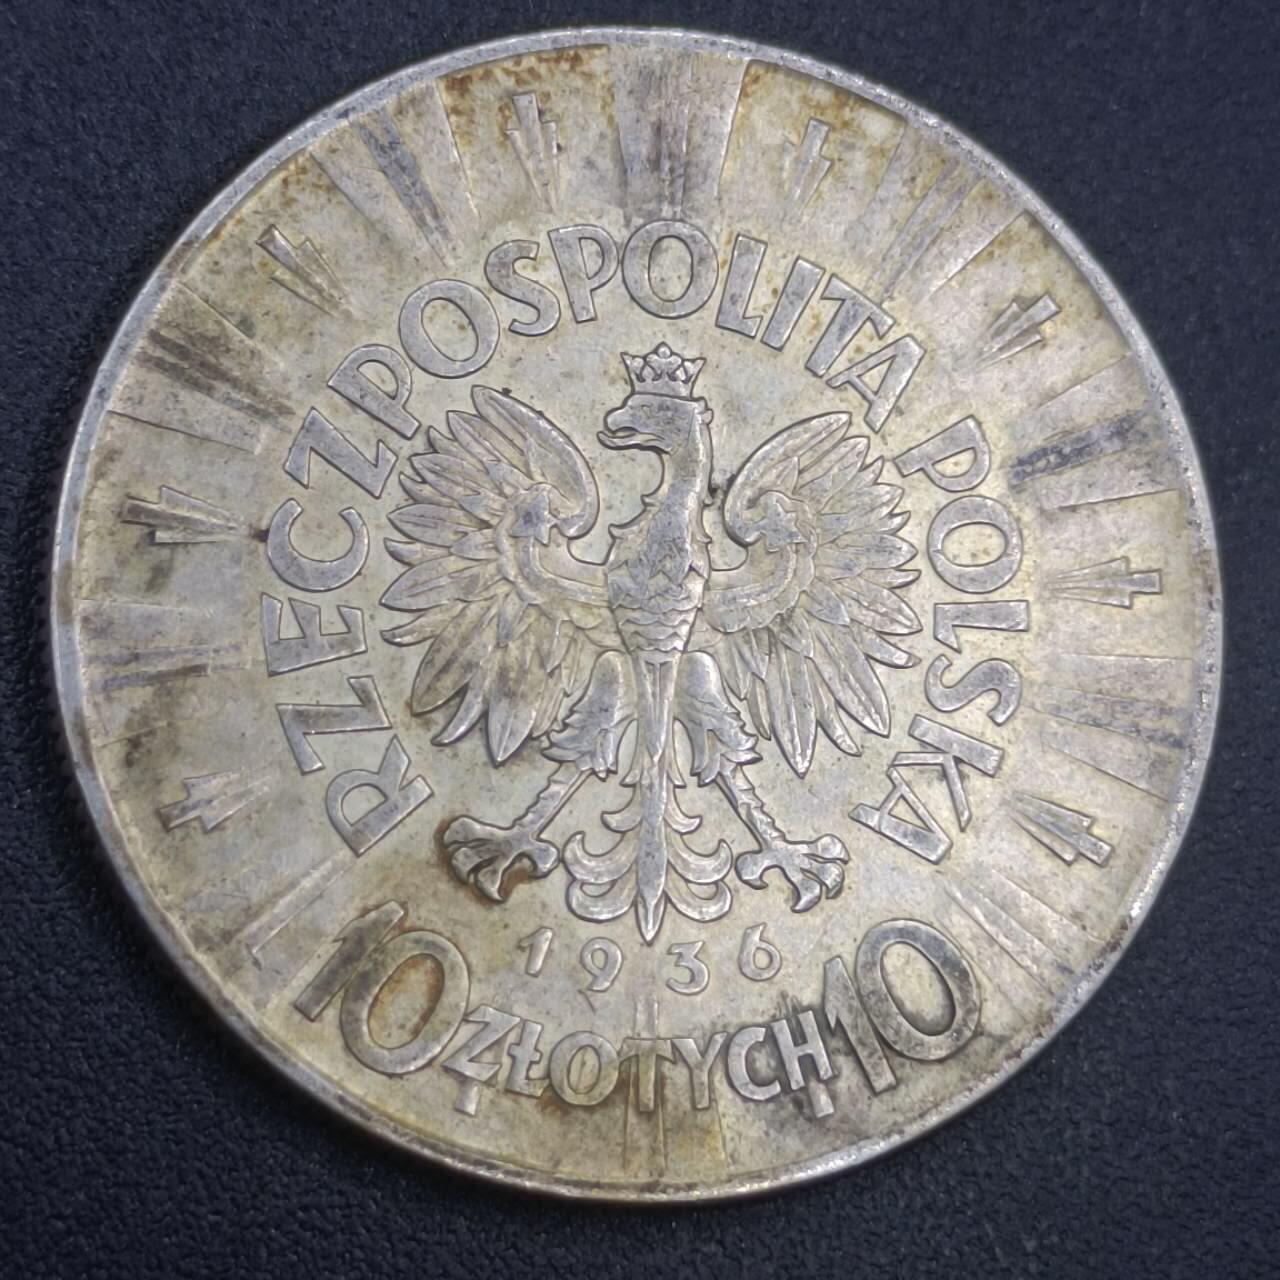 RZECZPOSPOLITA POLSKA
1936
10 ZŁOTYCH 10